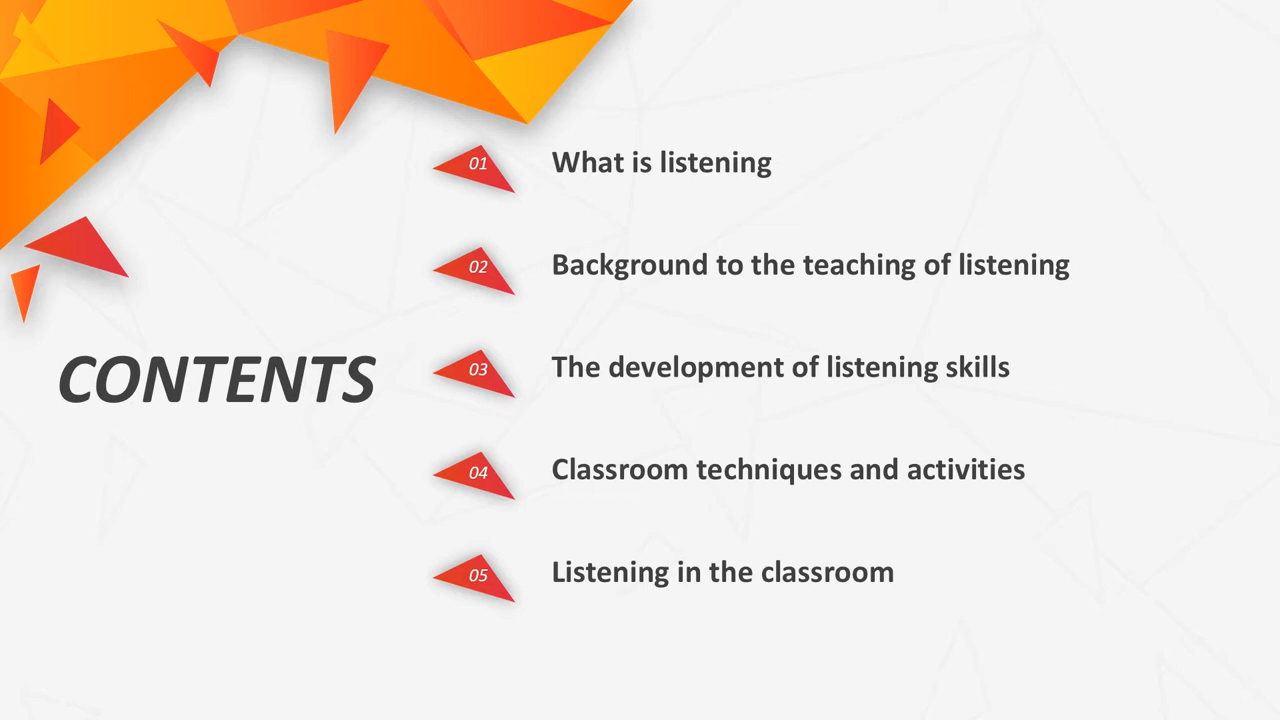 CONTENTS
01 What is listening
02 Background to the teaching of listening
03 The development of listening skills
04 Classroom techniques and activities
05 Listening in the classroom